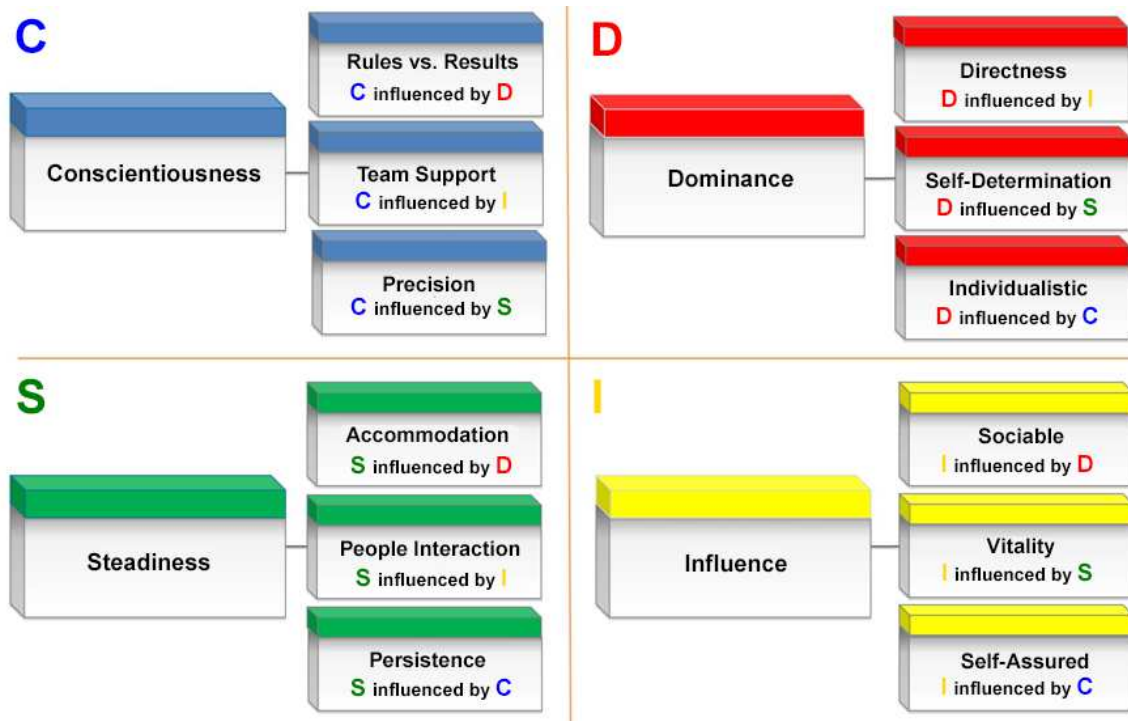 C
Conscientiousness
Rules vs. Results
C influenced by D
Team Support
C influenced by I
Precision
C influenced by S
D
Dominance
Directness
D influenced by I
Self-Determination
D influenced by S
Individualistic
D influenced by C
S
Steadiness
Accommodation
S influenced by D
People Interaction
S influenced by I
Persistence
S influenced by C
I
Influence
Sociable
I influenced by D
Vitality
I influenced by S
Self-Assured
I influenced by C